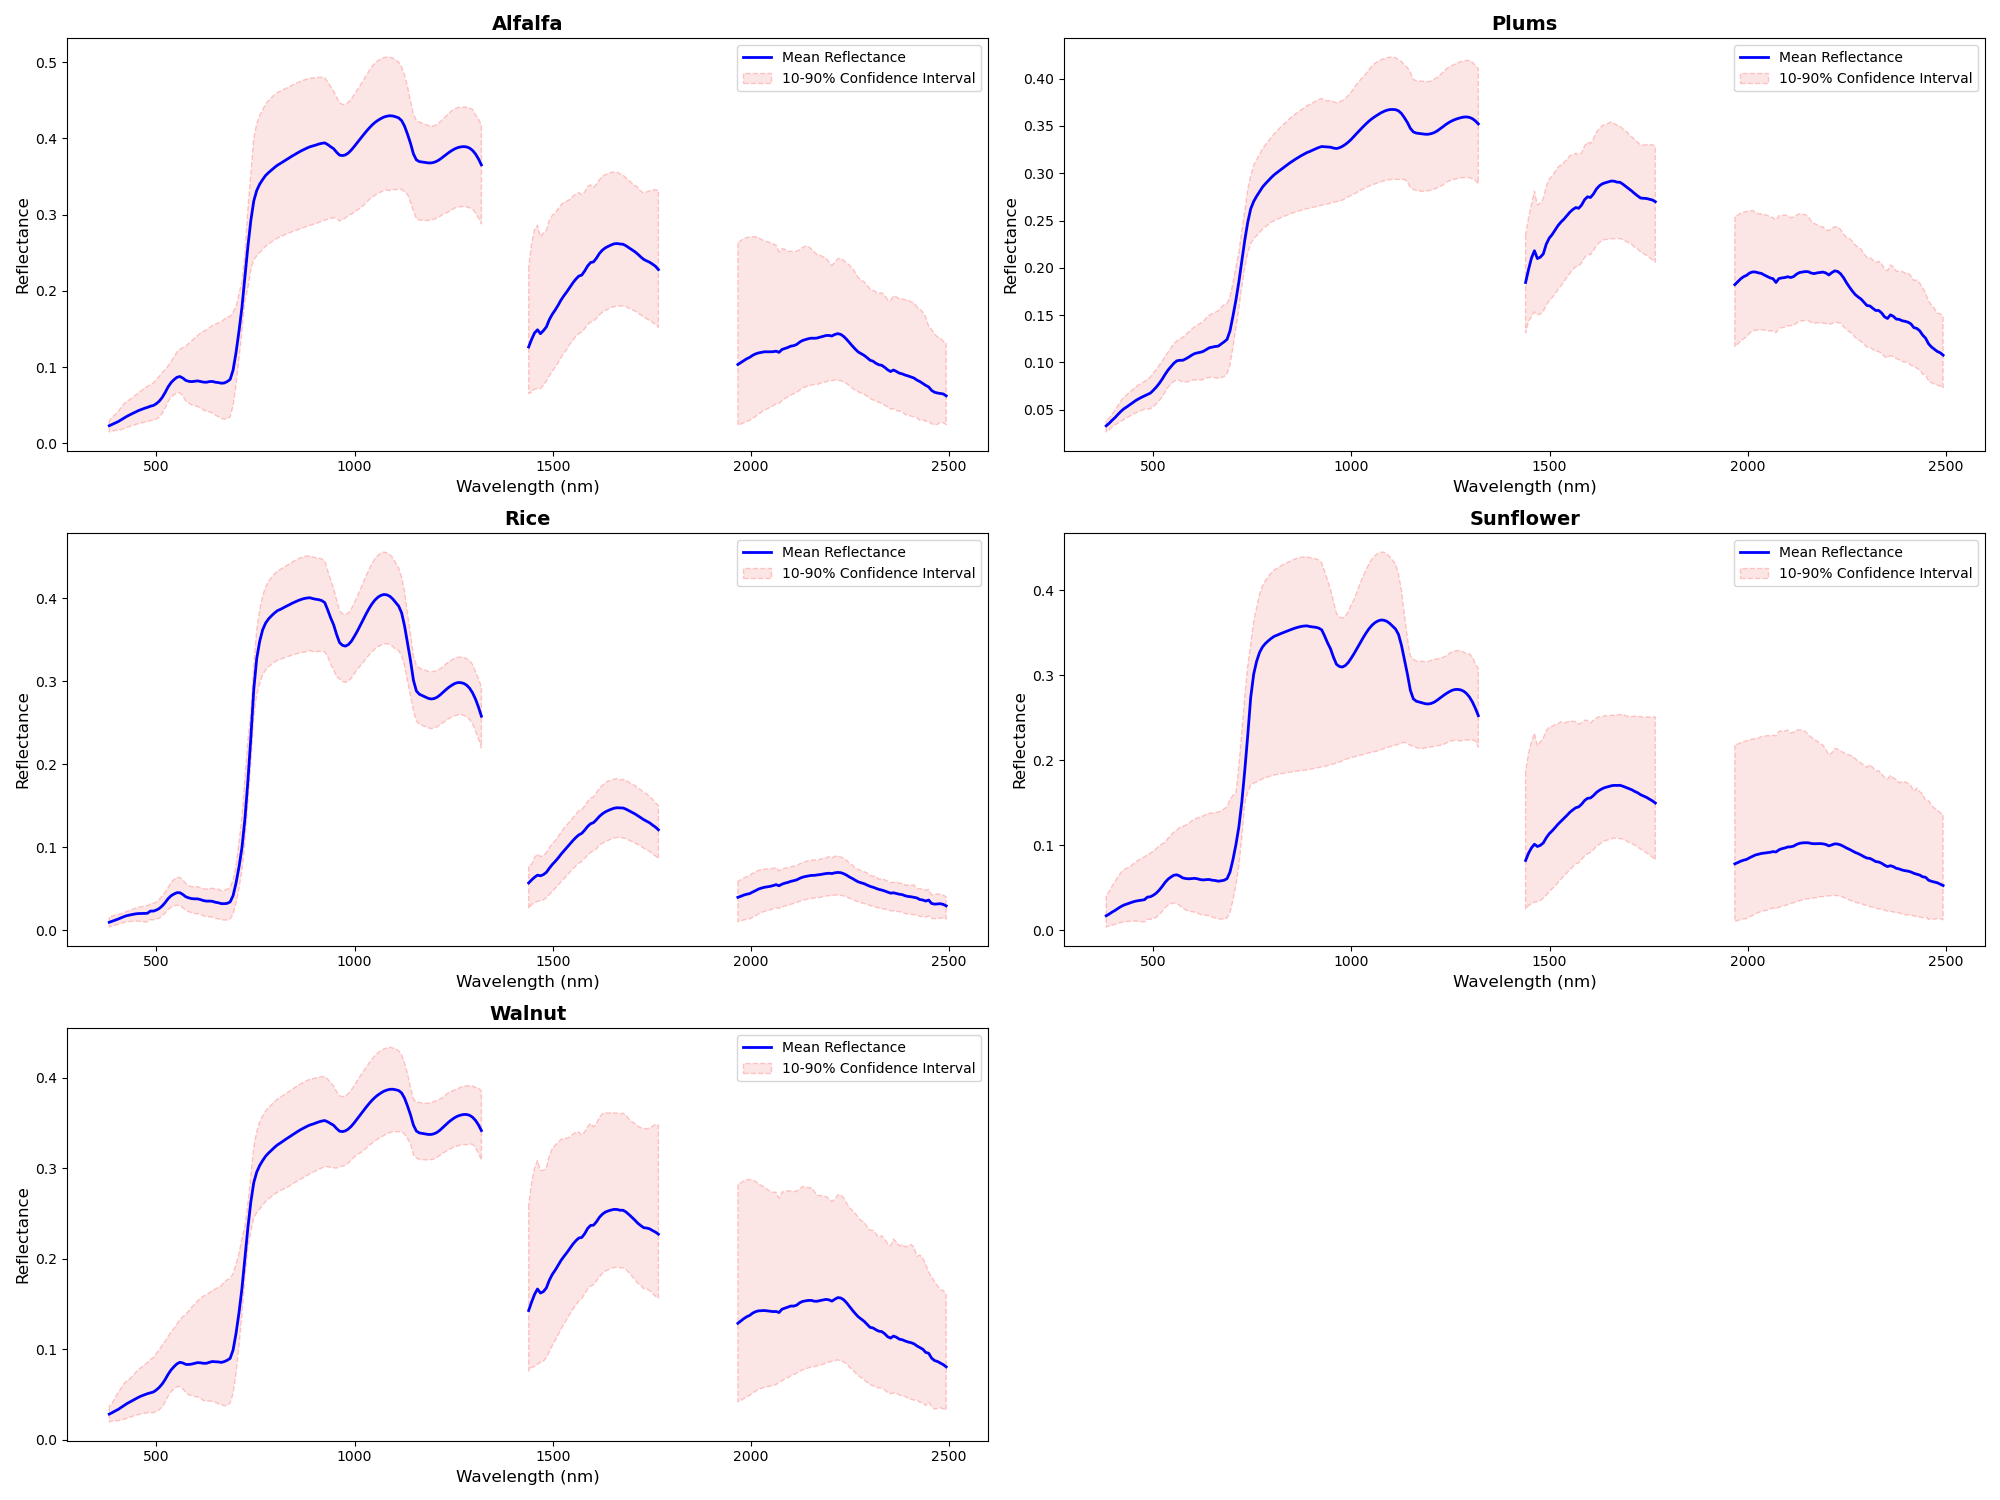 Alfalfa
Reflectance
0.5
0.4
0.3
0.2
0.1
0.0
Mean Reflectance
10-90% Confidence Interval
500 1000 1500 2000 2500
Wavelength (nm)
Plums
Reflectance
0.40
0.35
0.30
0.25
0.20
0.15
0.10
0.05
Mean Reflectance
10-90% Confidence Interval
500 1000 1500 2000 2500
Wavelength (nm)
Rice
Reflectance
0.4
0.3
0.2
0.1
0.0
Mean Reflectance
10-90% Confidence Interval
500 1000 1500 2000 2500
Wavelength (nm)
Sunflower
Reflectance
0.4
0.3
0.2
0.1
0.0
Mean Reflectance
10-90% Confidence Interval
500 1000 1500 2000 2500
Wavelength (nm)
Walnut
Reflectance
0.4
0.3
0.2
0.1
0.0
Mean Reflectance
10-90% Confidence Interval
500 1000 1500 2000 2500
Wavelength (nm)